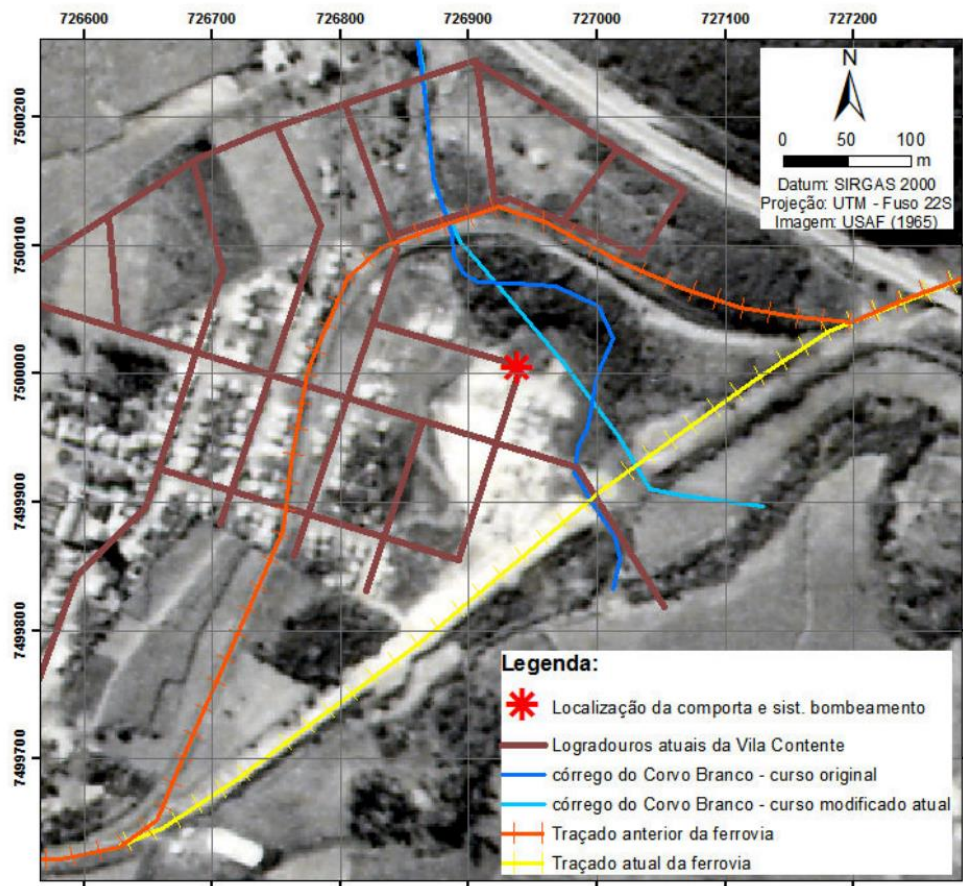 726600 726700 726800 726900 727000 727100 727200
7500200
7500100
7500000
7499900
7499800
7499700
N
0 50 100
m
Datum: SIRGAS 2000
Projeção: UTM - Fuso 22S
Imagem: USAF (1965)
Legenda:
Localização da comporta e sist. bombeamento
Logradouros atuais da Vila Contente
córrego do Corvo Branco - curso original
córrego do Corvo Branco - curso modificado atual
Traçado anterior da ferrovia
Traçado atual da ferrovia